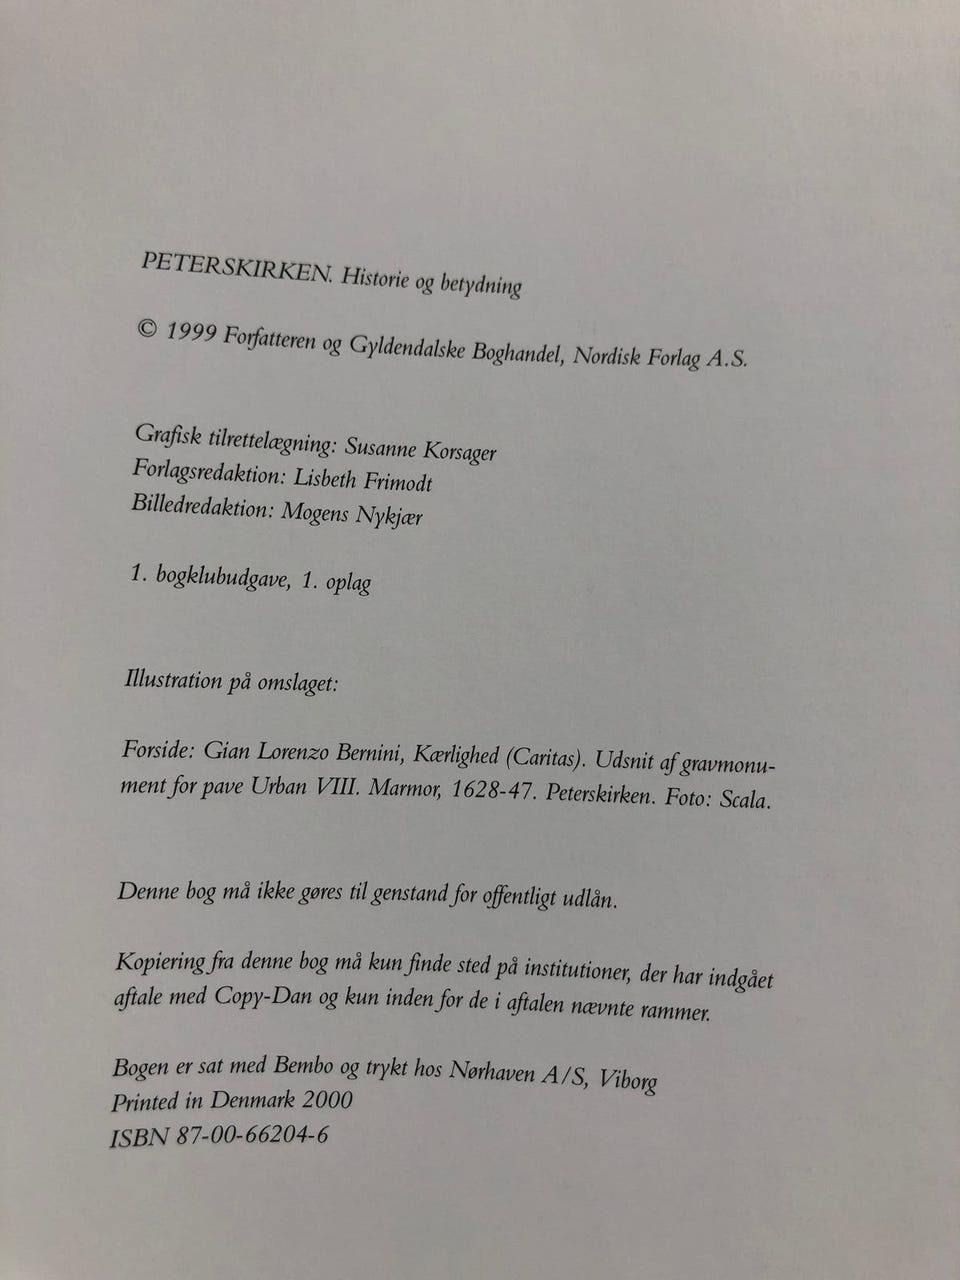 PETERSKIRKEN. Historie og betydning
© 1999 Forfatteren og Gyldendalske Boghandel, Nordisk Forlag A.S.
Grafisk tilrettelægning: Susanne Korsager
Forlagsredaktion: Lisbeth Frimodt
Billedredaktion: Mogens Nykjær
1. bogklubudgave, 1. oplag
Illustration på omslaget:
Forside: Gian Lorenzo Bernini, Kærlighed (Caritas). Udsnit af gravmonu-
ment for pave Urban VIII. Marmor, 1628-47. Peterskirken. Foto: Scala.
Denne bog må ikke gøres til genstand for offentligt udlån.
Kopiering fra denne bog må kun finde sted på institutioner, der har indgået
aftale med Copy-Dan og kun inden for de i aftalen nævnte rammer.
Bogen er sat med Bembo og trykt hos Nørhaven A/S, Viborg
Printed in Denmark 2000
ISBN 87-00-66204-6